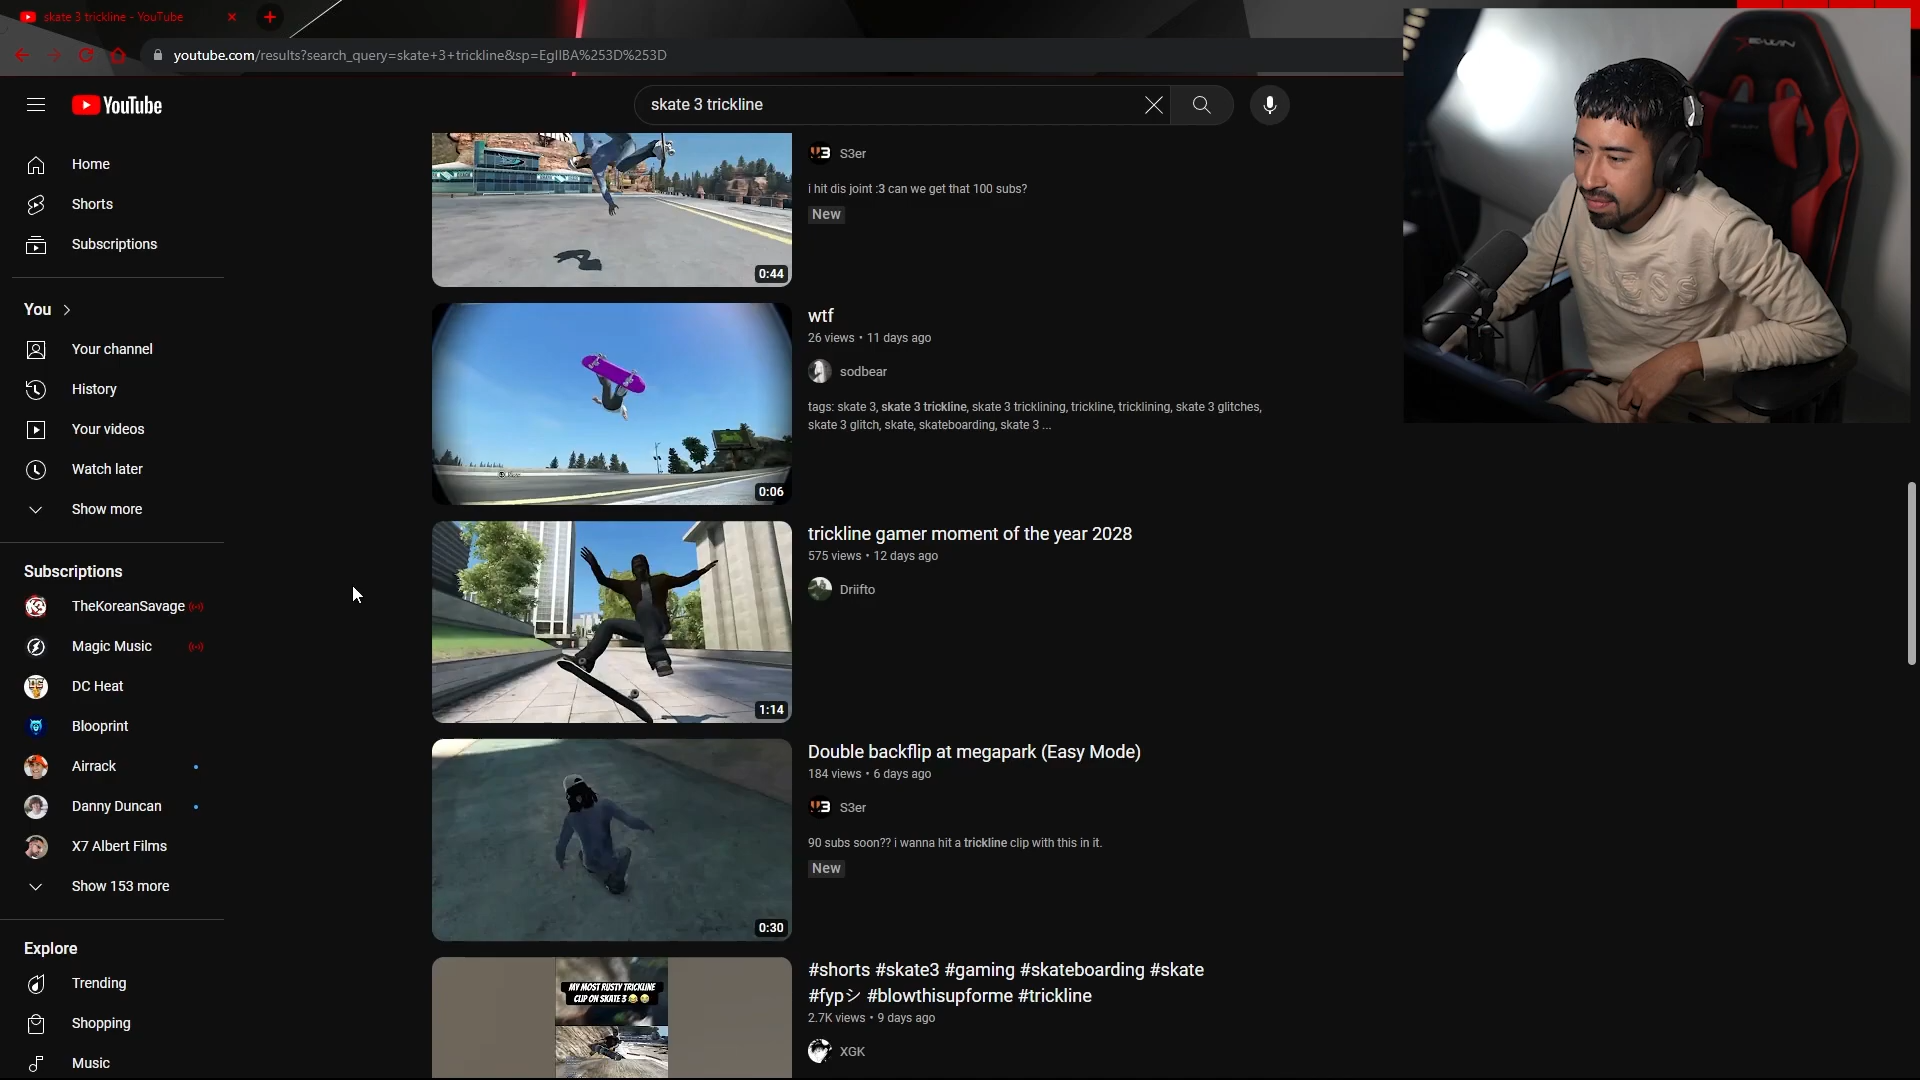 skate 3 trickline - YouTube
youtube.com/results?search_query=skate+3+trickline&sp=EgIIBA%253D%253D
YouTube
skate 3 trickline
Home
Shorts
Subscriptions
You
Your channel
History
Your videos
Watch later
Show more
Subscriptions
TheKoreanSavage
Magic Music
DC Heat
Blooprint
Airrack
Danny Duncan
X7 Albert Films
Show 153 more
Explore
Trending
Shopping
Music
0:44
S3er
i hit dis joint :3 can we get that 100 subs?
New
0:06
wtf
26 views • 11 days ago
sodbear
tags: skate 3, skate 3 trickline, skate 3 tricklining, trickline, tricklining, skate 3 glitches,
skate 3 glitch, skate, skateboarding, skate 3 ...
1:14
trickline gamer moment of the year 2028
575 views • 12 days ago
Driifto
0:30
Double backflip at megapark (Easy Mode)
184 views • 6 days ago
S3er
90 subs soon?? i wanna hit a trickline clip with this in it.
New
MY MOST RUSTY TRICKLINE
CLIP ON SKATE 3 😂 😭
#shorts #skate3 #gaming #skateboarding #skate
#fypシ #blowthisupforme #trickline
2.7K views • 9 days ago
XGK